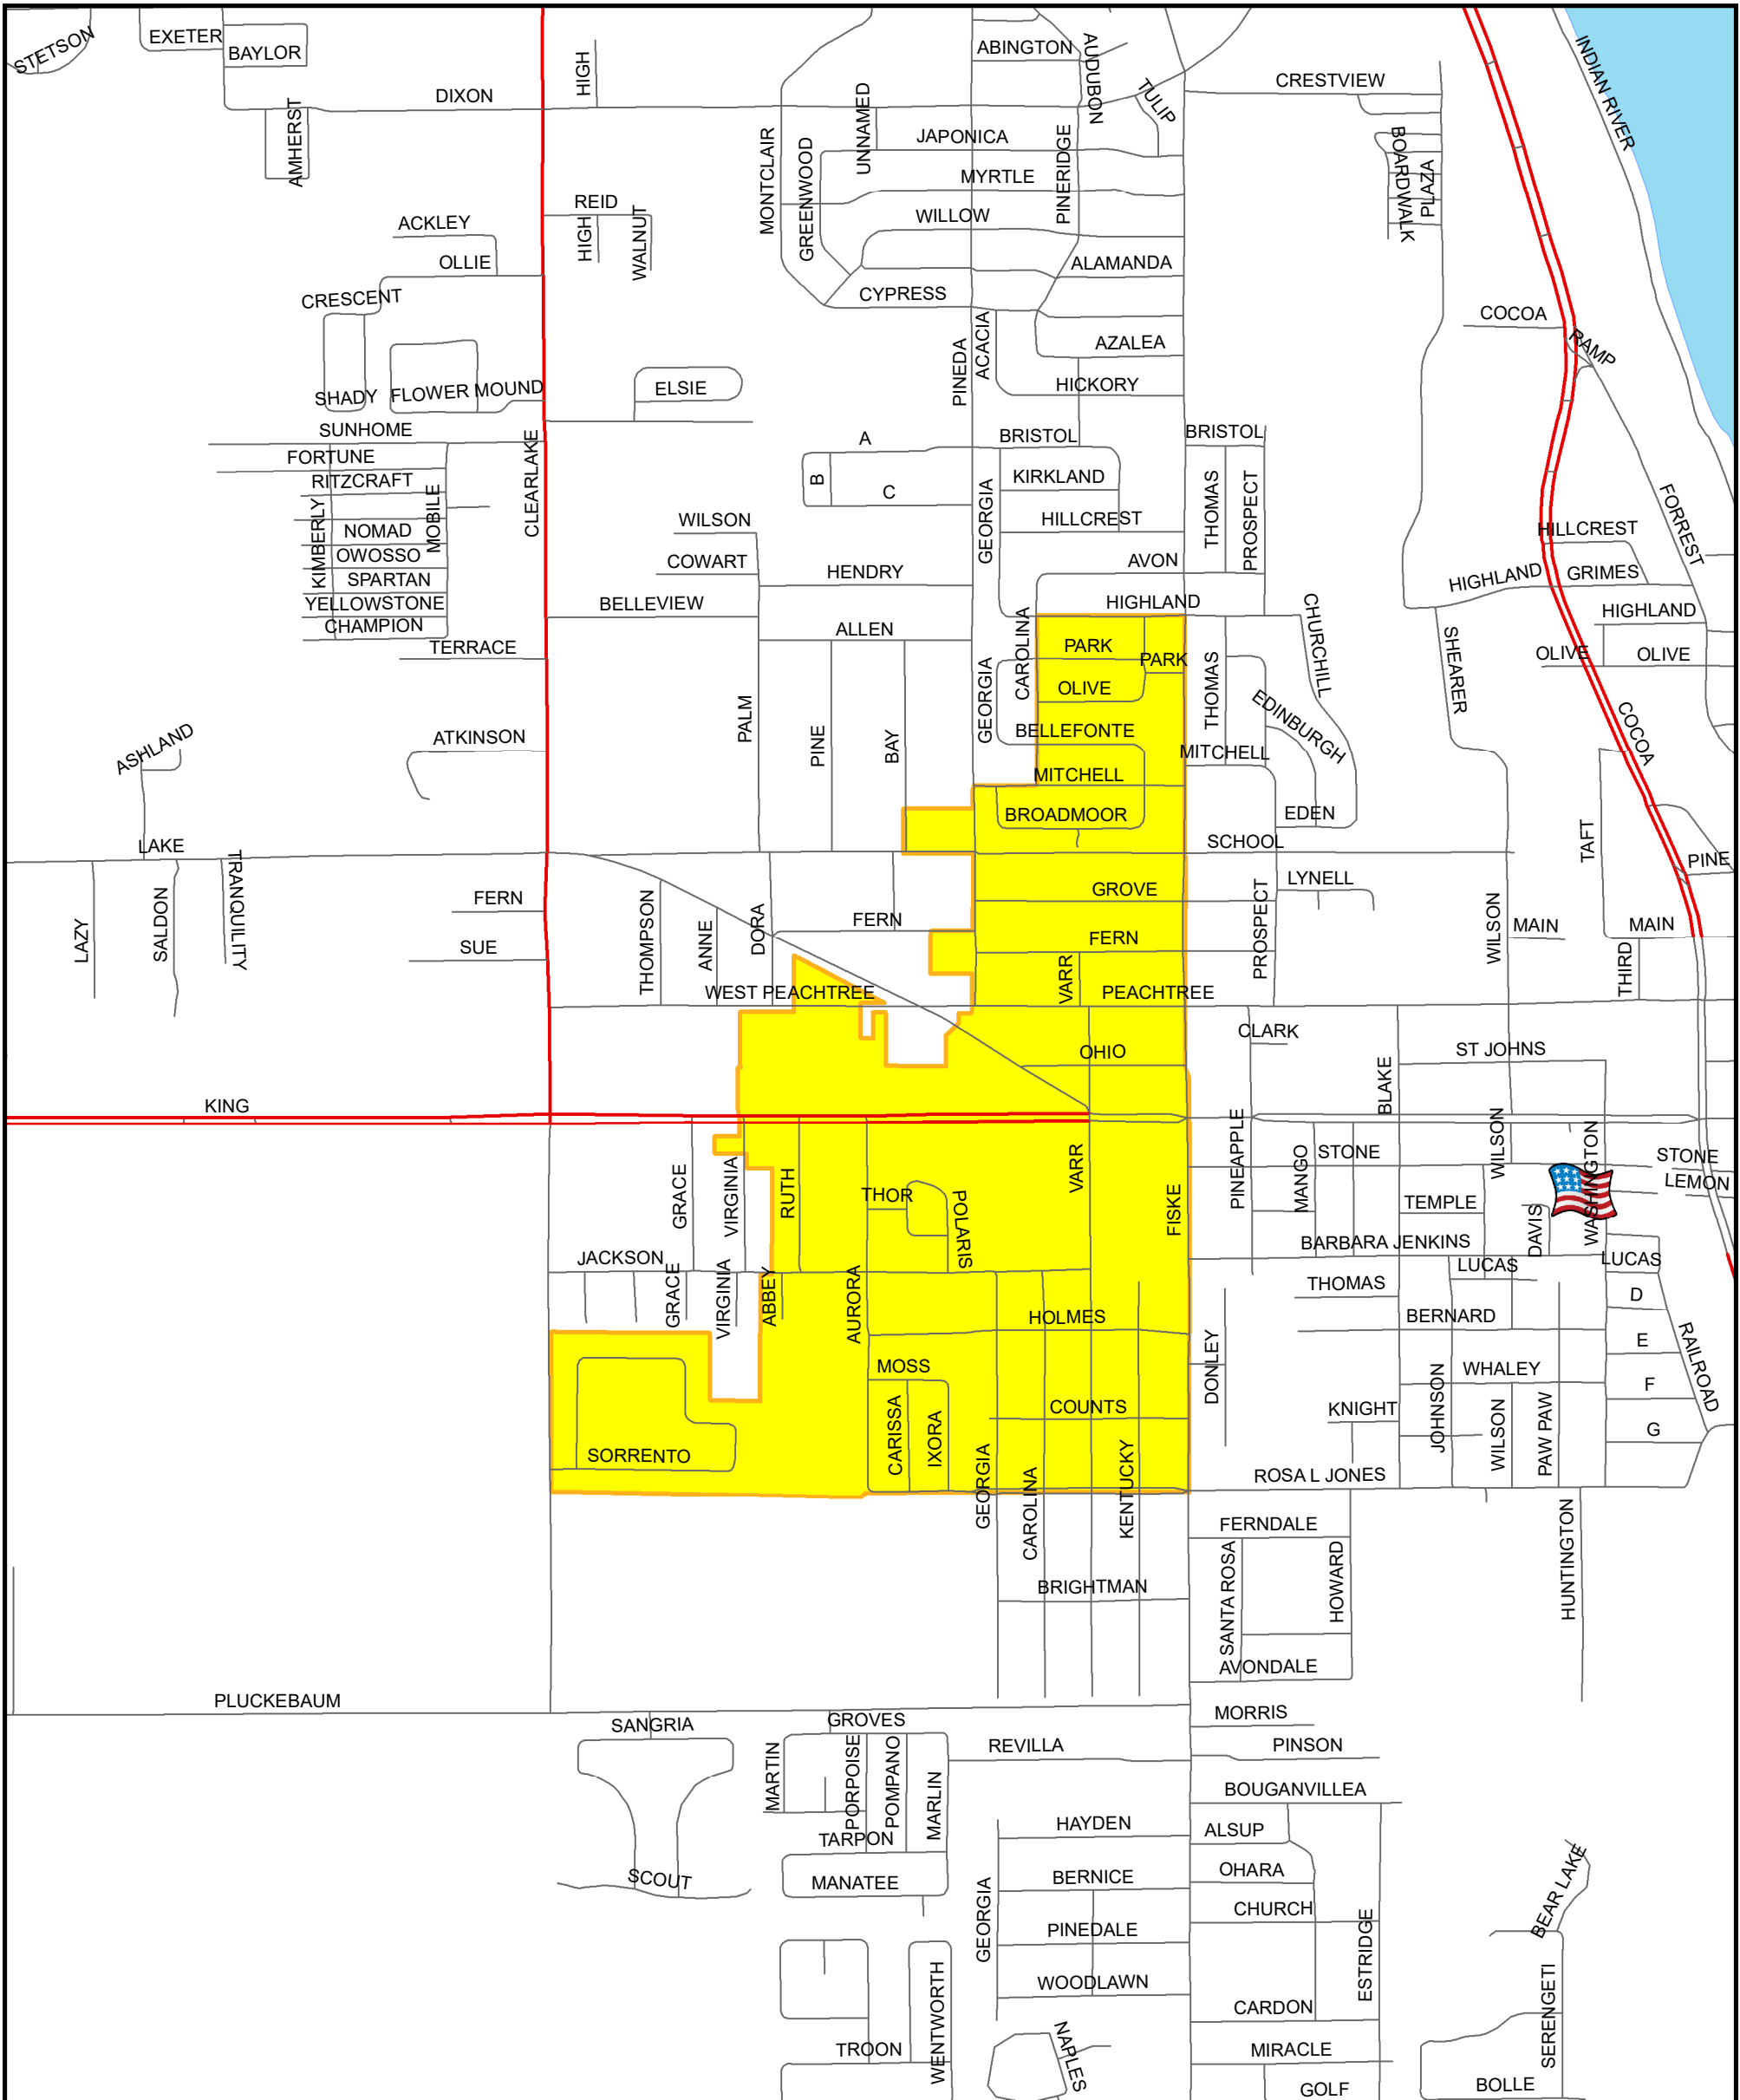 STETSON
EXETER
BAYLOR
AMHERST
DIXON
HIGH
ABINGTON
AUDUBON
TULIP
CRESTVIEW
INDIAN RIVER
UNNAMED
JAPONICA
MONTCLAIR
GREENWOOD
MYRTLE
PINERIDGE
BOARDWALK
PLAZA
REID
HIGH
WALNUT
WILLOW
ACKLEY
OLLIE
ALAMANDA
CRESCENT
CYPRESS
COCOA
RAMP
PINEDA
ACACIA
AZALEA
SHADY
FLOWER MOUND
ELSIE
HICKORY
SUNHOME
CLEARLAKE
A
BRISTOL
BRISTOL
FORTUNE
RITZCRAFT
B
C
KIRKLAND
THOMAS
PROSPECT
KIMBERLY
MOBILE
NOMAD
OWOSSO
SPARTAN
YELLOWSTONE
CHAMPION
WILSON
GEORGIA
HILLCREST
HILLCREST
FORREST
COWART
HENDRY
AVON
HIGHLAND
GRIMES
BELLEVIEW
HIGHLAND
HIGHLAND
CHURCHILL
TERRACE
ALLEN
CAROLINA
PARK
PARK
SHEARER
OLIVE
OLIVE
GEORGIA
OLIVE
THOMAS
EDINBURGH
COCOA
ASHLAND
ATKINSON
PALM
PINE
BAY
BELLEFONTE
MITCHELL
MITCHELL
BROADMOOR
EDEN
LAKE
SCHOOL
TAFT
PINE
TRANQUILITY
LAZY
SALDON
FERN
SUE
THOMPSON
ANNE
DORA
FERN
GROVE
LYNELL
FERN
PROSPECT
WILSON
MAIN
MAIN
THIRD
VARR
WEST PEACHTREE
PEACHTREE
CLARK
OHIO
BLAKE
ST JOHNS
KING
GRACE
VIRGINIA
RUTH
THOR
POLARIS
VARR
FISKE
PINEAPPLE
MANGO
STONE
WILSON
WASHINGTON
STONE
LEMON
TEMPLE
DAVIS
BARBARA JENKINS
JACKSON
GRACE
VIRGINIA
ABBEY
AURORA
LUCAS
LUCAS
THOMAS
D
HOLMES
BERNARD
E
RAILROAD
MOSS
DONLEY
WHALEY
F
CARISSA
IXORA
COUNTS
KNIGHT
JOHNSON
WILSON
PAW PAW
G
SORRENTO
GEORGIA
CAROLINA
KENTUCKY
ROSA L JONES
FERNDALE
SANTA ROSA
HOWARD
HUNTINGTON
BRIGHTMAN
AVONDALE
PLUCKEBAUM
SANGRIA
GROVES
MORRIS
MARTIN
PORPOISE
POMPANO
MARLIN
REVILLA
PINSON
BOUGANVILLEA
TARPON
HAYDEN
ALSUP
SCOUT
MANATEE
BERNICE
OHARA
BEAR LAKE
GEORGIA
CHURCH
PINEDALE
ESTRIDGE
WENTWORTH
WOODLAWN
CARDON
SERENGETI
TROON
NAPLES
MIRACLE
GOLF
BOLLE